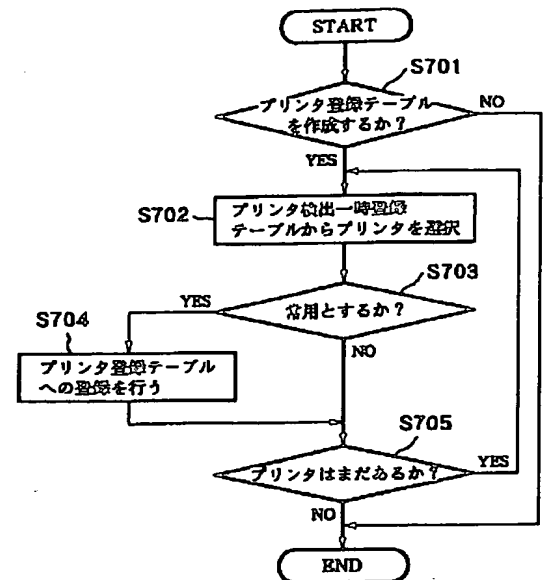 START
S701
プリンタ登録テーブル
を作成するか？
NO
YES
S702
プリンタ検出一時登録
テーブルからプリンタを選択
S703
常用とするか？
YES
NO
S704
プリンタ登録テーブル
への登録を行う
S705
プリンタはまだあるか？
YES
NO
END